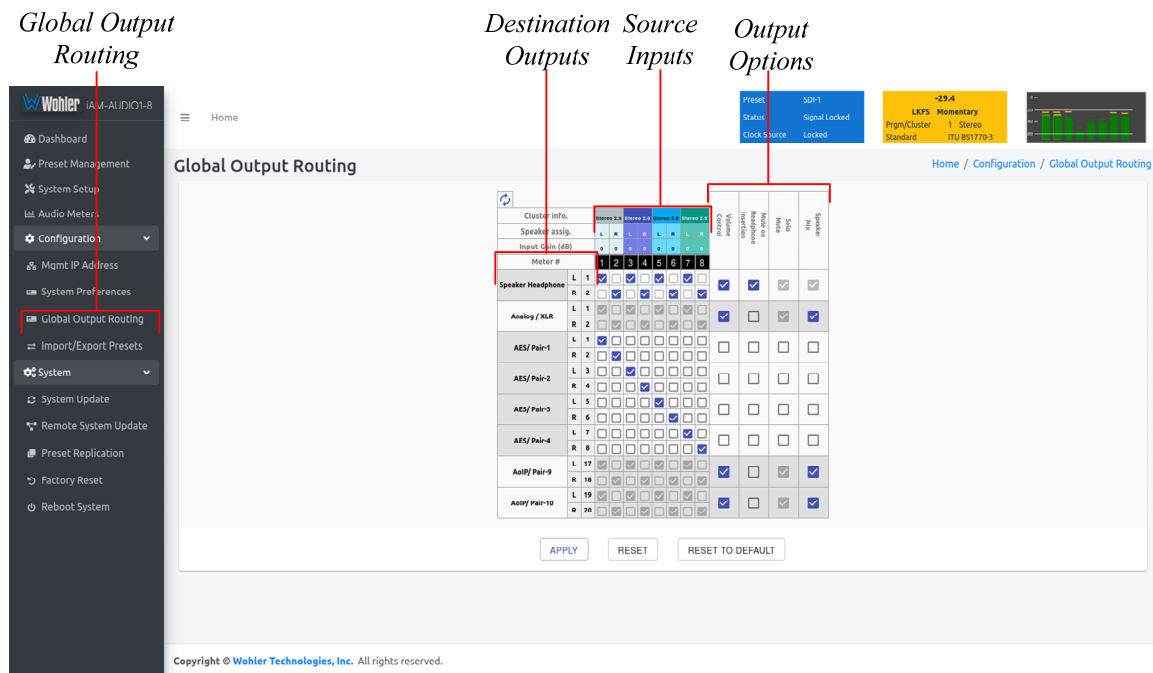 Global Output
Routing
Destination
Outputs
Source
Inputs
Output
Options
Wohler iAM-AUDIO1-8
Dashboard
Preset Management
System Setup
Audio Meters
Configuration
Mgmt IP Address
System Preferences
Global Output Routing
Import/Export Presets
System
System Update
Remote System Update
Preset Replication
Factory Reset
Reboot System
Home
Preset SDI-1
Status Signal Locked
Clock Source Locked
-29.4
LKFS Momentary
Prgm/Cluster 1 Stereo
Standard ITU BS1770-3
0
-20
-40
-60
Global Output Routing
Home / Configuration / Global Output Routing
Cluster info. Stereo 2.0 Stereo 2.0 Stereo 2.0 Stereo 2.0
Speaker assig. L R L R L R L R
Input Gain (dB) 0 0 0 0 0 0 0 0
Meter # 1 2 3 4 5 6 7 8
Volume
Control
Mute on
Headphone
Insertion
Solo
Mute
Speaker
Mix
Speaker Headphone
L 1
R 2
Analog / XLR
L 1
R 2
AES/ Pair-1
L 1
R 2
AES/ Pair-2
L 3
R 4
AES/ Pair-3
L 5
R 6
AES/ Pair-4
L 7
R 8
AoIP/ Pair-9
L 17
R 18
AoIP/ Pair-10
L 19
R 20
APPLY RESET RESET TO DEFAULT
Copyright © Wohler Technologies, Inc. All rights reserved.